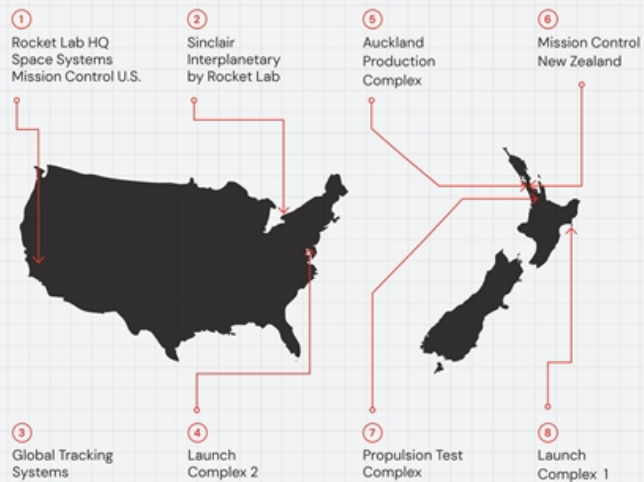 1
Rocket Lab HQ
Space Systems
Mission Control U.S.
2
Sinclair
Interplanetary
by Rocket Lab
5
Auckland
Production
Complex
6
Mission Control
New Zealand
3
Global Tracking
Systems
4
Launch
Complex 2
7
Propulsion Test
Complex
8
Launch
Complex 1